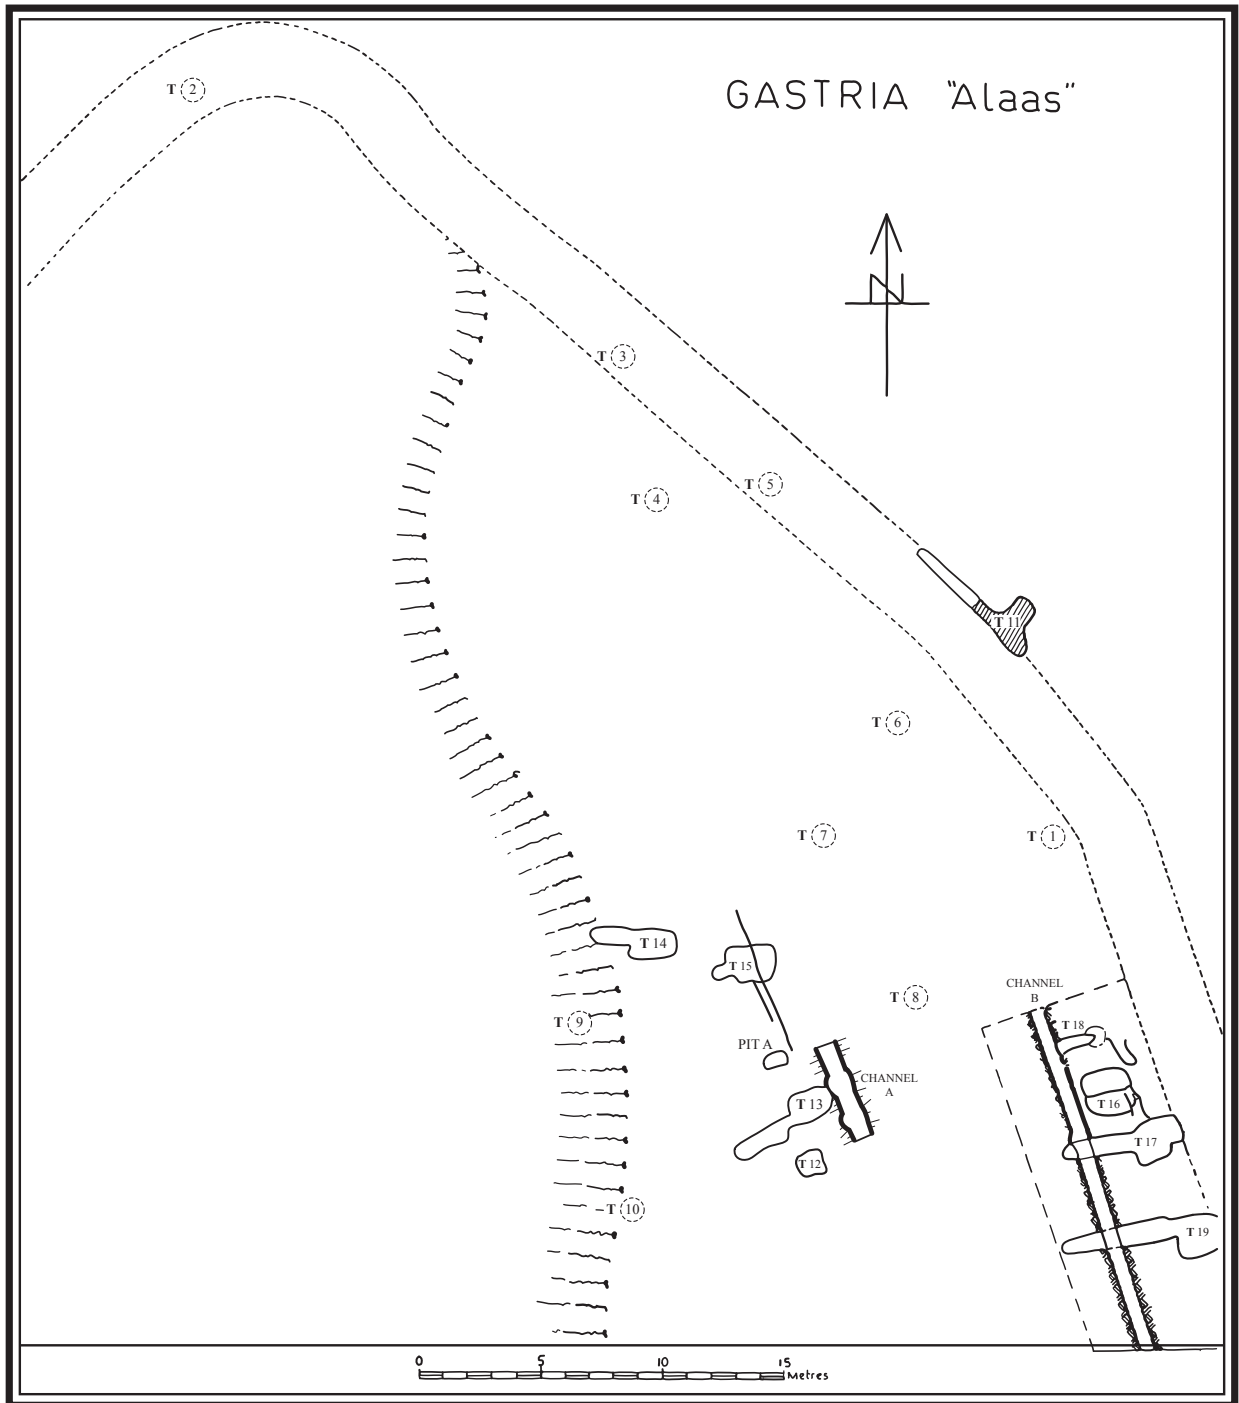 GASTRIA "Alaas"
T 2
N
T 3
T 4
T 5
T 11
T 6
T 7
T 1
T 14
T 15
T 8
CHANNEL
B
T 9
T 18
PIT A
CHANNEL
A
T 13
T 16
T 17
T 12
T 10
T 19
0 5 10 15
Metres